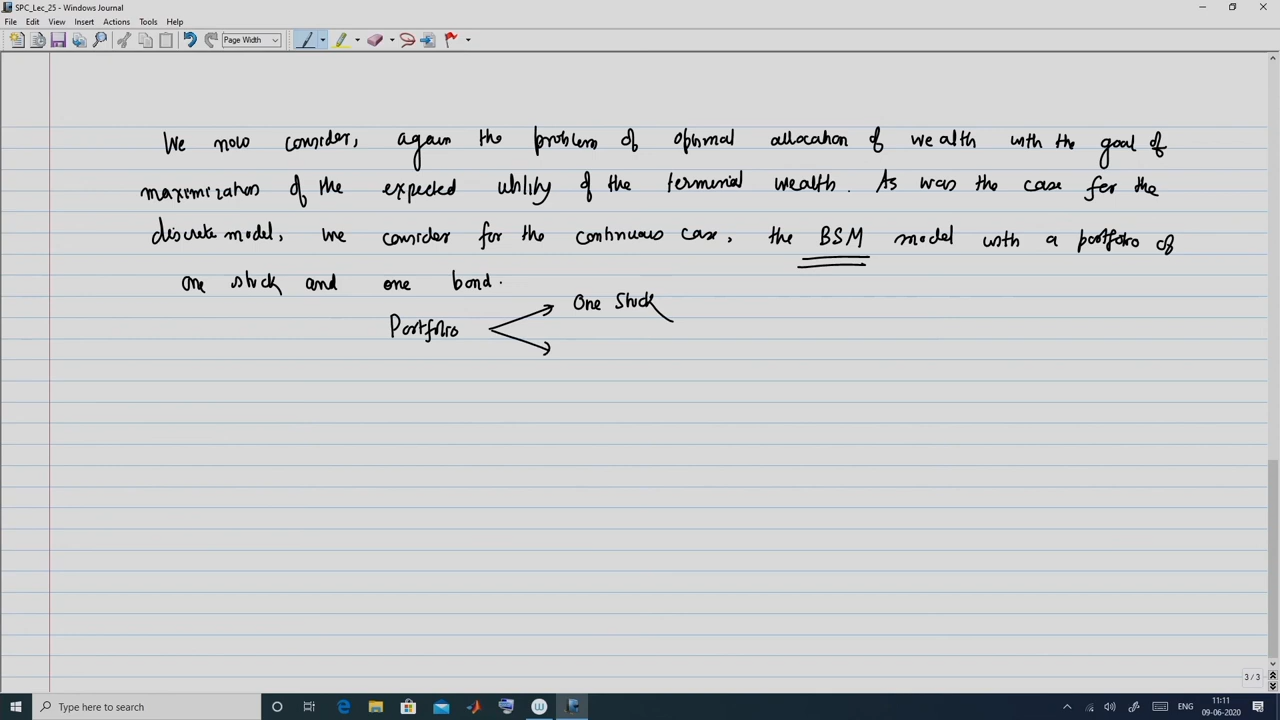 SPC_Lec_25 - Windows Journal
File Edit View Insert Actions Tools Help
Page Width
We now consider, again the problem of optimal allocation of wealth with the goal of
maximization of the expected utility of the terminal wealth. As was the case for the
discrete model, we consider for the continuous case, the BSM model with a portfolio of
one stock and one bond.
One Stock
Portfolio
3 / 3
Type here to search
ENG
11:11
09-06-2020